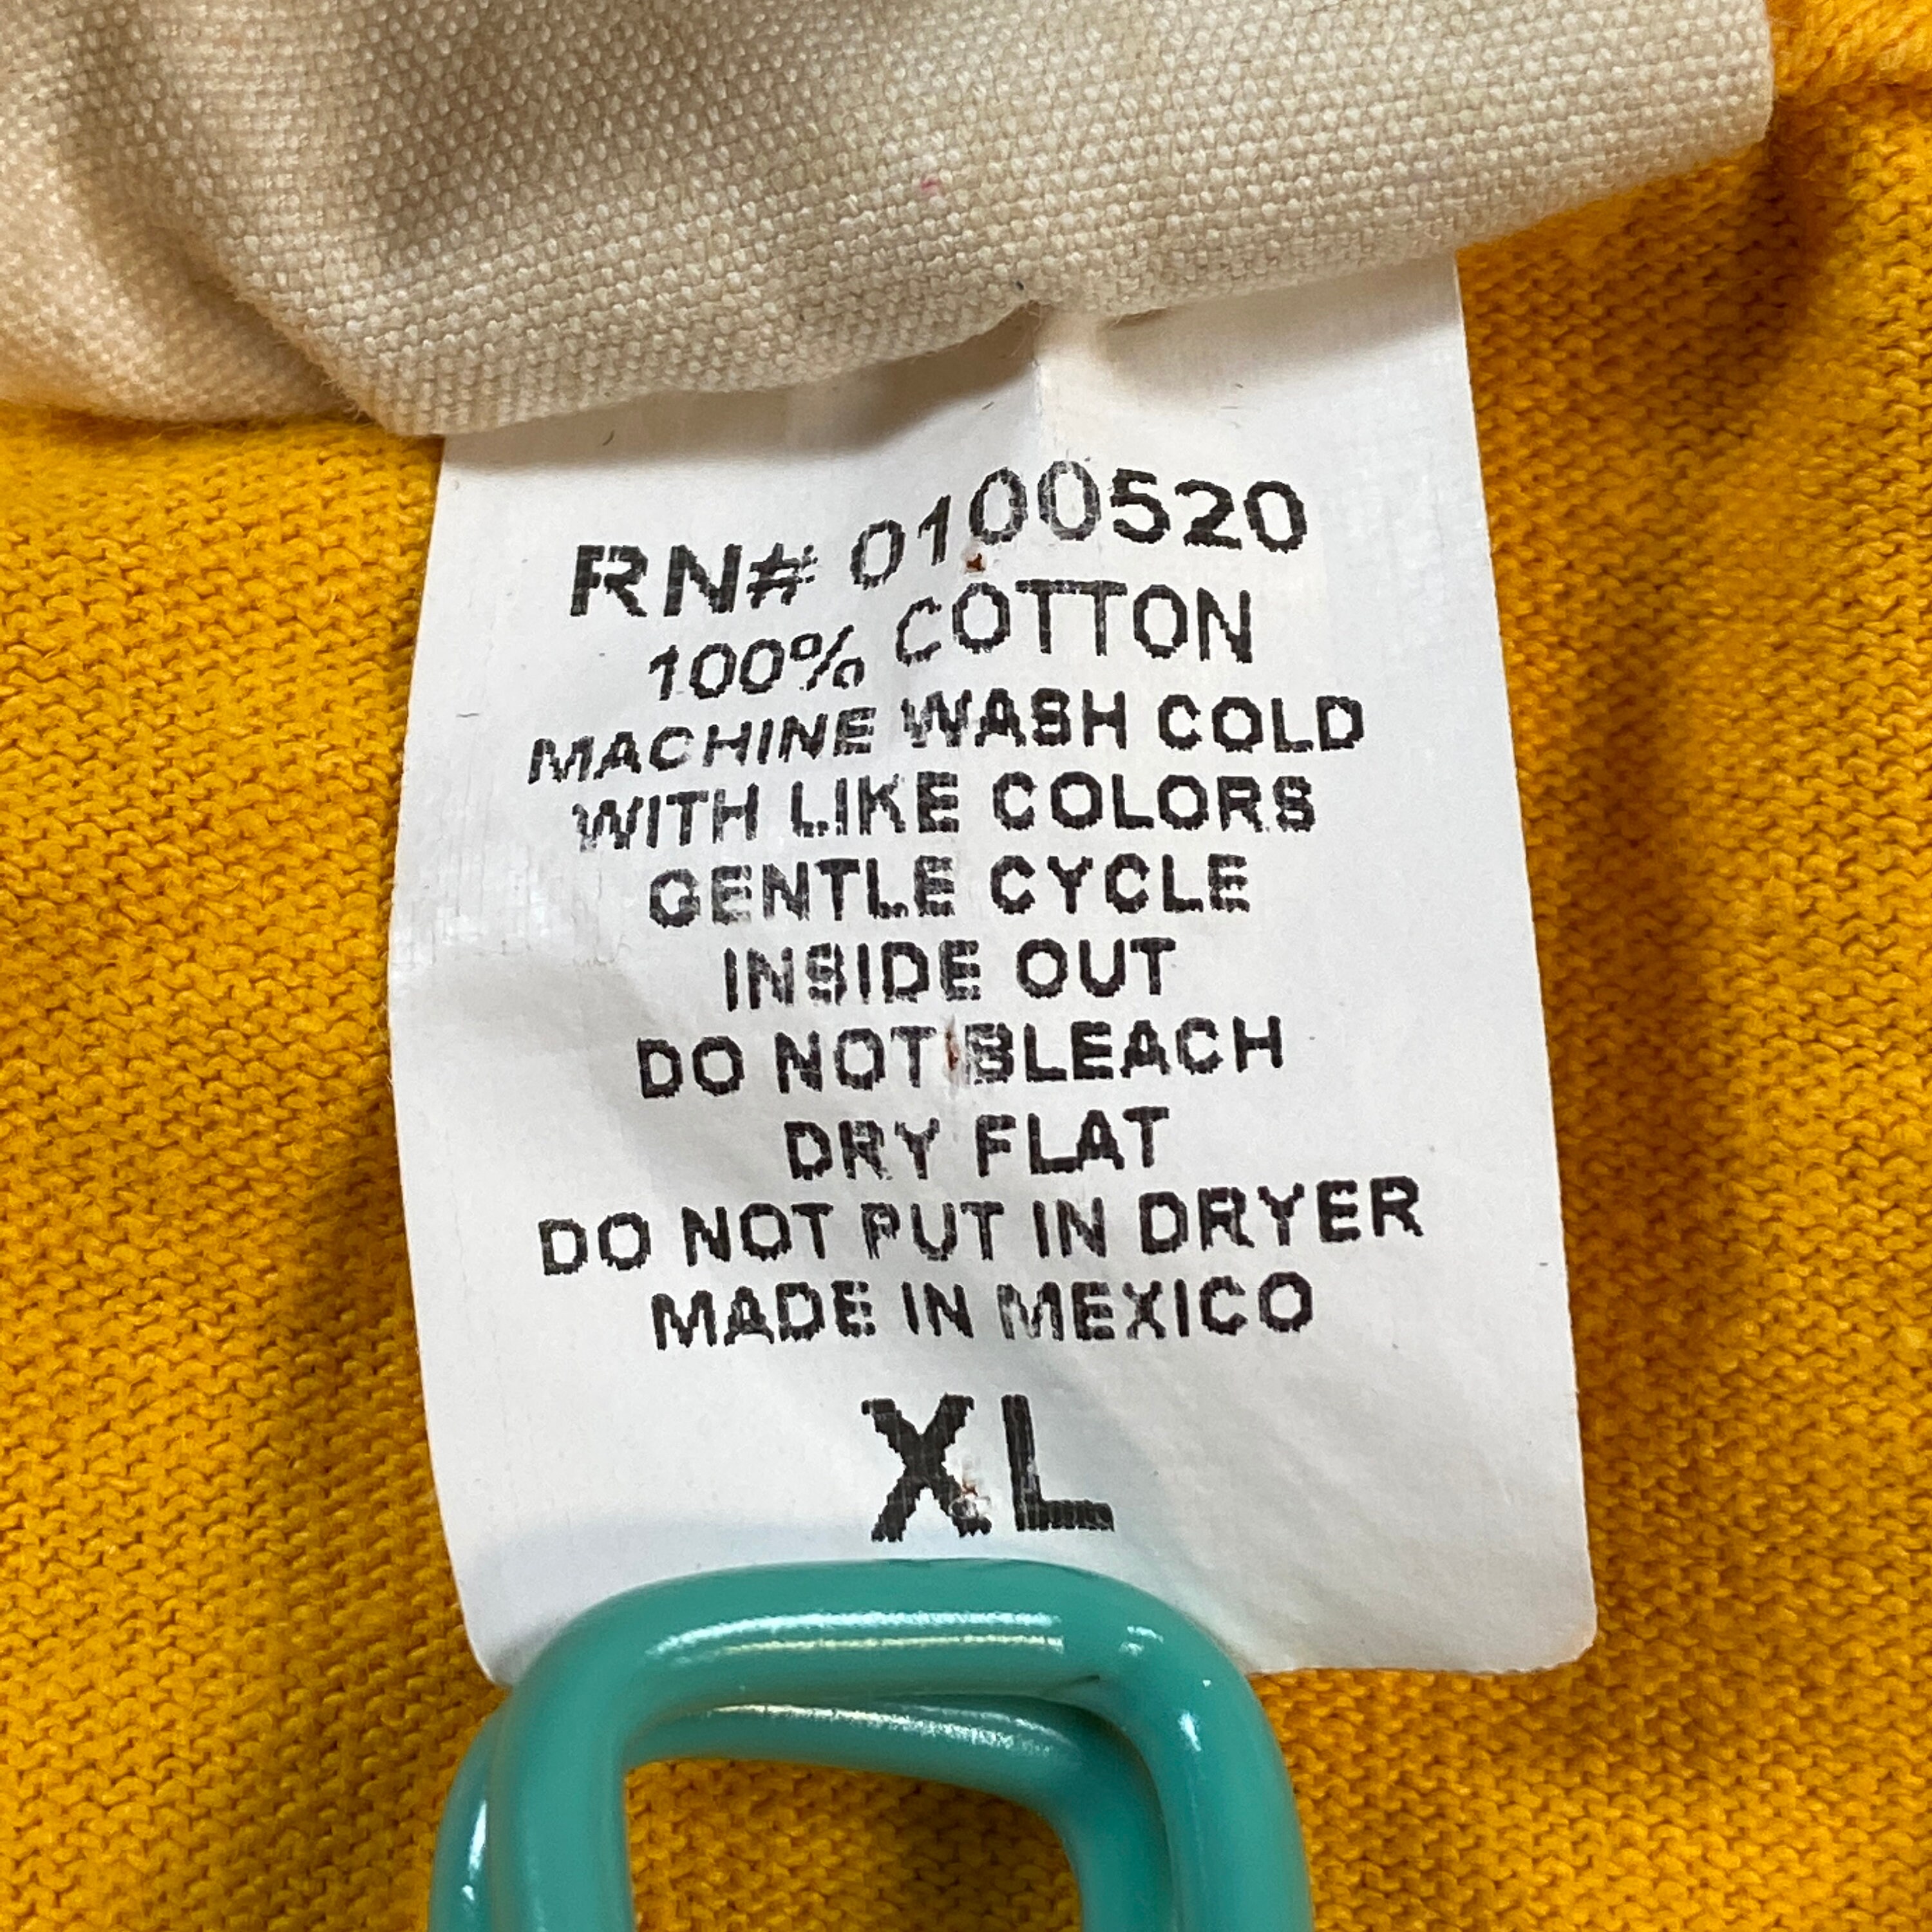 RN# 0100520
100% COTTON
MACHINE WASH COLD
WITH LIKE COLORS
GENTLE CYCLE
INSIDE OUT
DO NOT BLEACH
DRY FLAT
DO NOT PUT IN DRYER
MADE IN MEXICO
XL